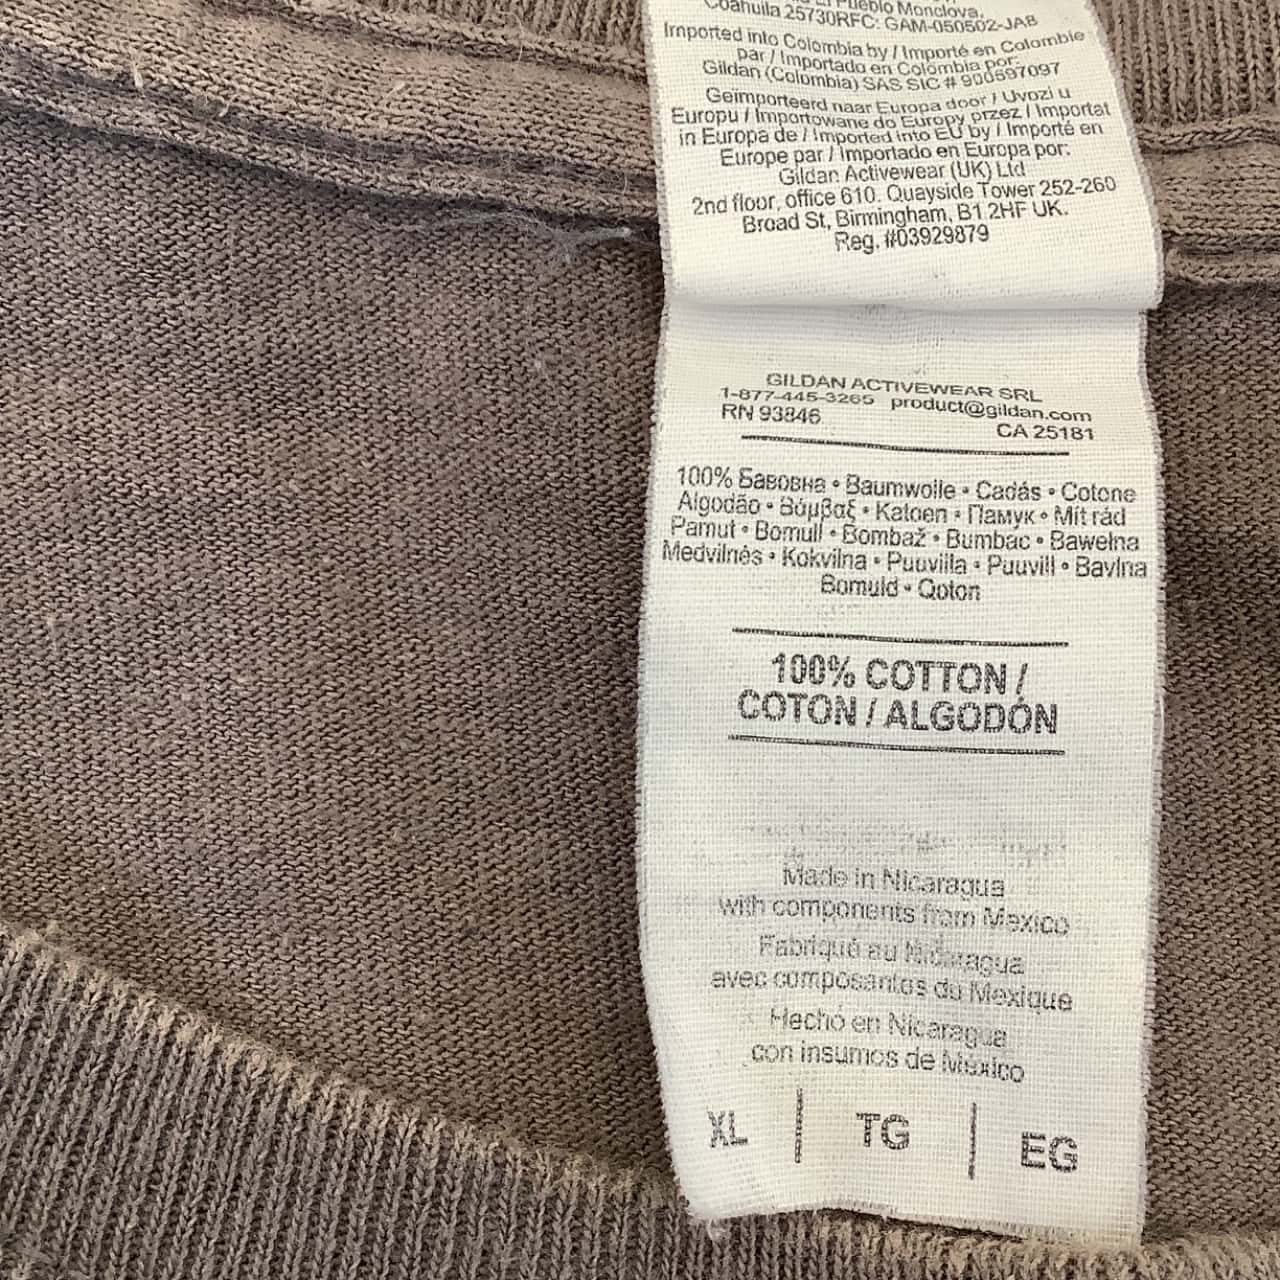 El Pueblo Monclova,
Coahuila 25730RFC: GAM-050502-JA8
Imported into Colombia by / Importé en Colombie
par / Importado en Colombia por:
Gildan (Colombia) SAS SIC # 900597097
Geïmporteerd naar Europa door / Uvozi u
Europu / Importowane do Europy przez / Importat
in Europa de / Imported into EU by / Importé en
Europe par / Importado en Europa por:
Gildan Activewear (UK) Ltd
2nd floor, office 610. Quayside Tower 252-260
Broad St, Birmingham, B1 2HF UK.
Reg. #03929879
GILDAN ACTIVEWEAR SRL
1-877-445-3265 product@gildan.com
RN 93846 CA 25181
100% Бавовна • Baumwolle • Cadás • Cotone
Algodão • Βάμβαξ • Katoen • Памук • Mit rád
Pamut • Bomull • Bombaž • Bumbac • Bawełna
Medvilnės • Kokvilna • Puuvilla • Puuvill • Bavlna
Bomuld • Qoton
100% COTTON /
COTON / ALGODÓN
Made in Nicaragua
with components from Mexico
Fabriqué au Nicaragua
avec composantes du Mexique
Hecho en Nicaragua
con insumos de México
XL | TG | EG